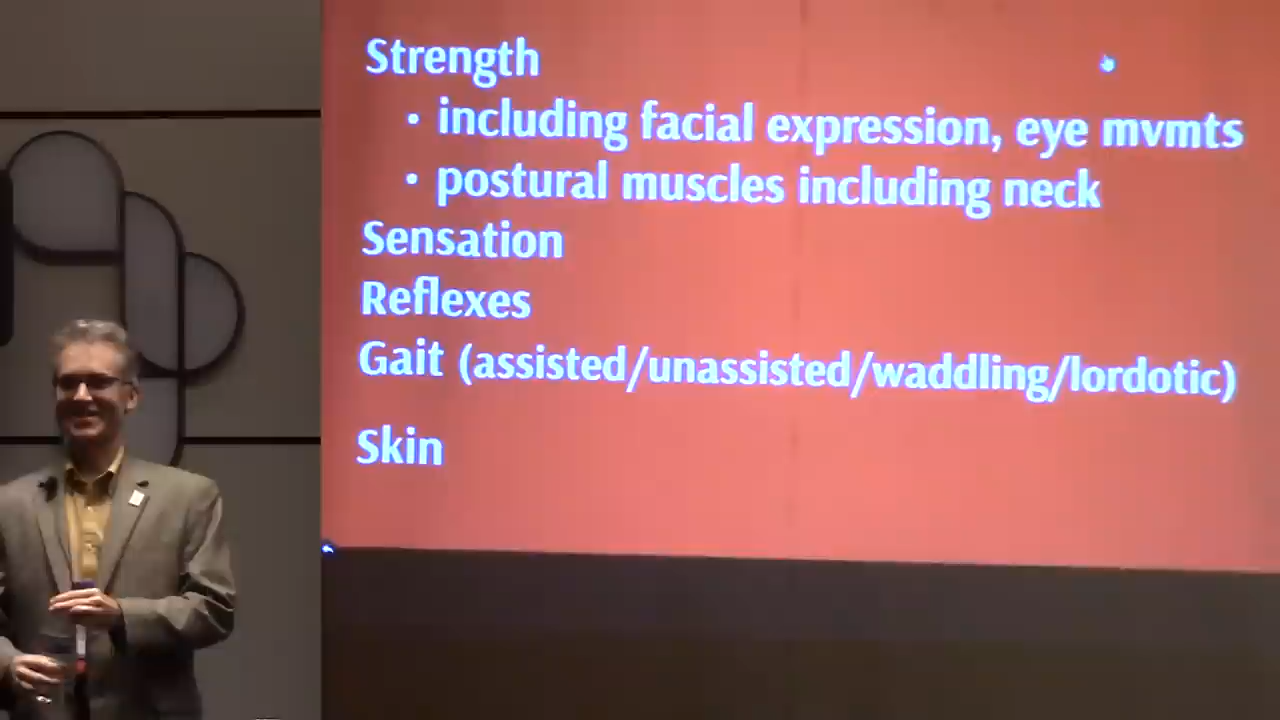 Strength
• including facial expression, eye mvmts
• postural muscles including neck
Sensation
Reflexes
Gait (assisted/unassisted/waddling/lordotic)
Skin